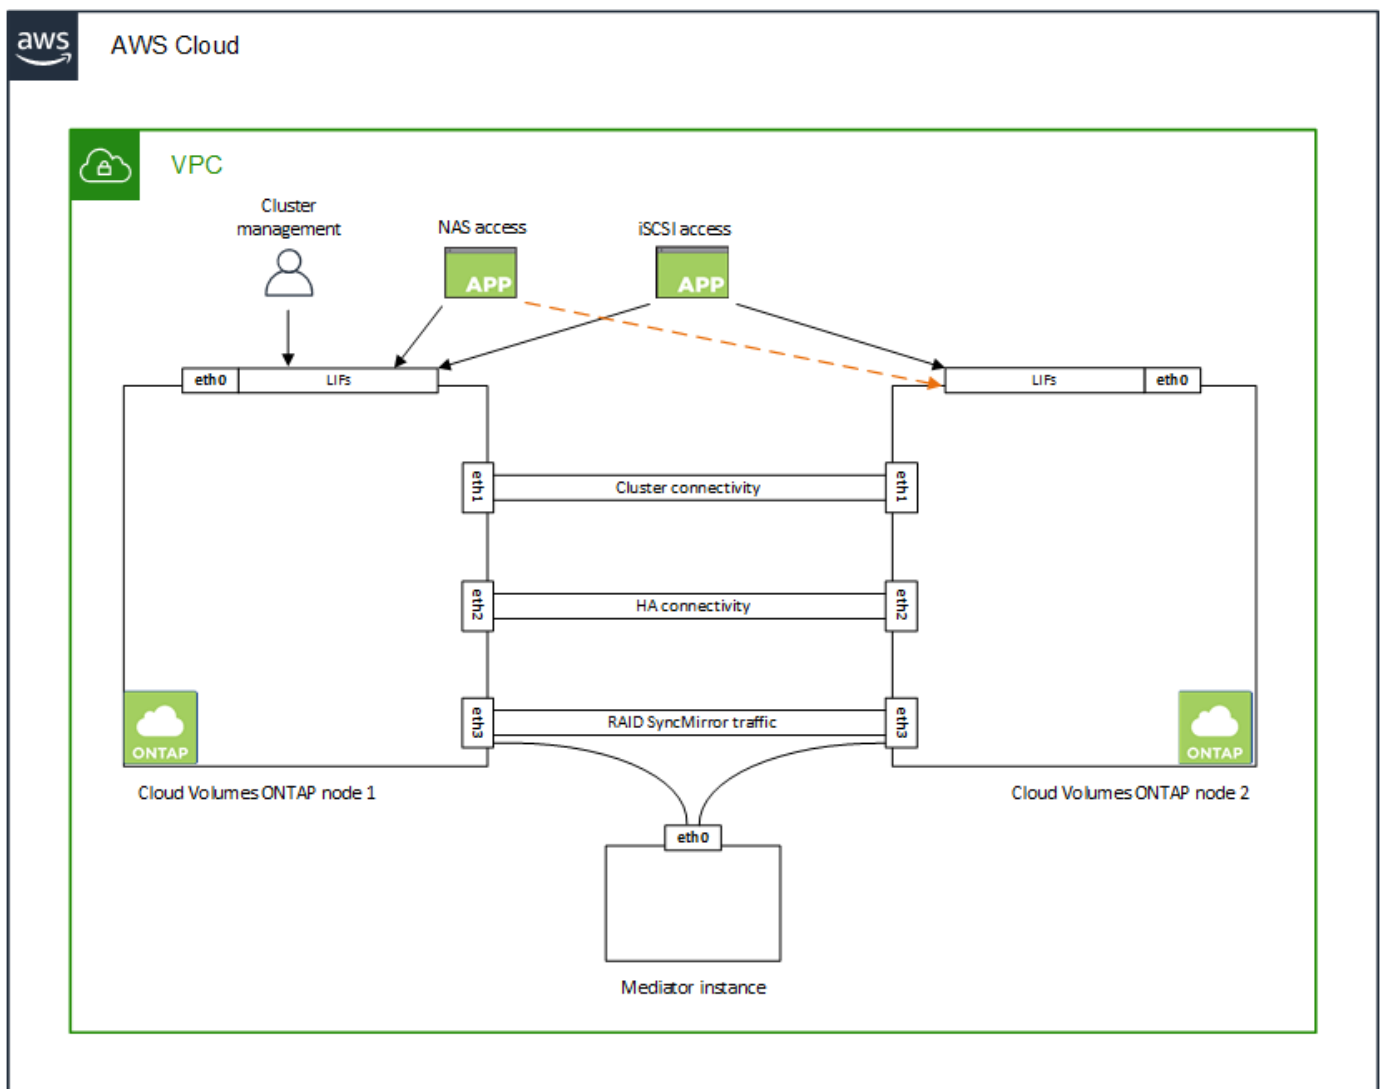 aws
AWS Cloud
VPC
Cluster
management
NAS access
iSCSI access
APP
APP
eth0
LIFs
LIFs
eth0
eth1
Cluster connectivity
eth1
eth2
HA connectivity
eth2
eth3
RAID SyncMirror traffic
eth3
ONTAP
ONTAP
Cloud Volumes ONTAP node 1
Cloud Volumes ONTAP node 2
eth0
Mediator instance